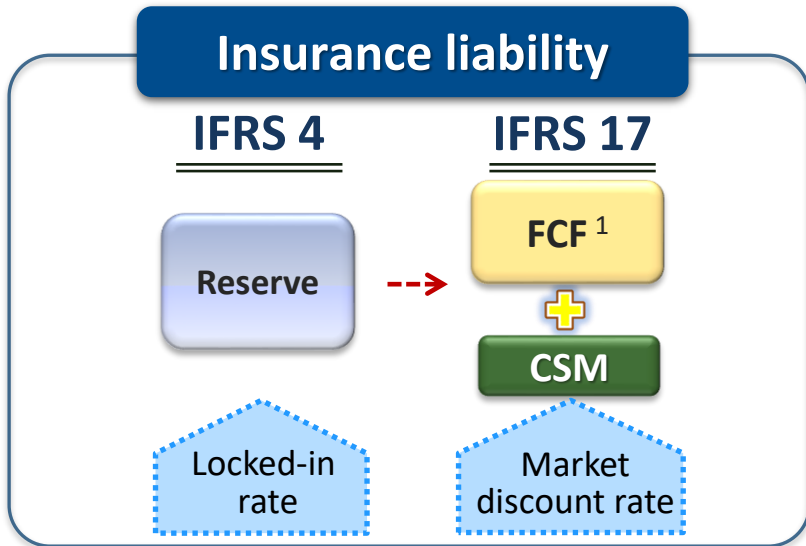 Insurance liability
IFRS 4
IFRS 17
Reserve
FCF 1
CSM
Locked-in
rate
Market
discount rate